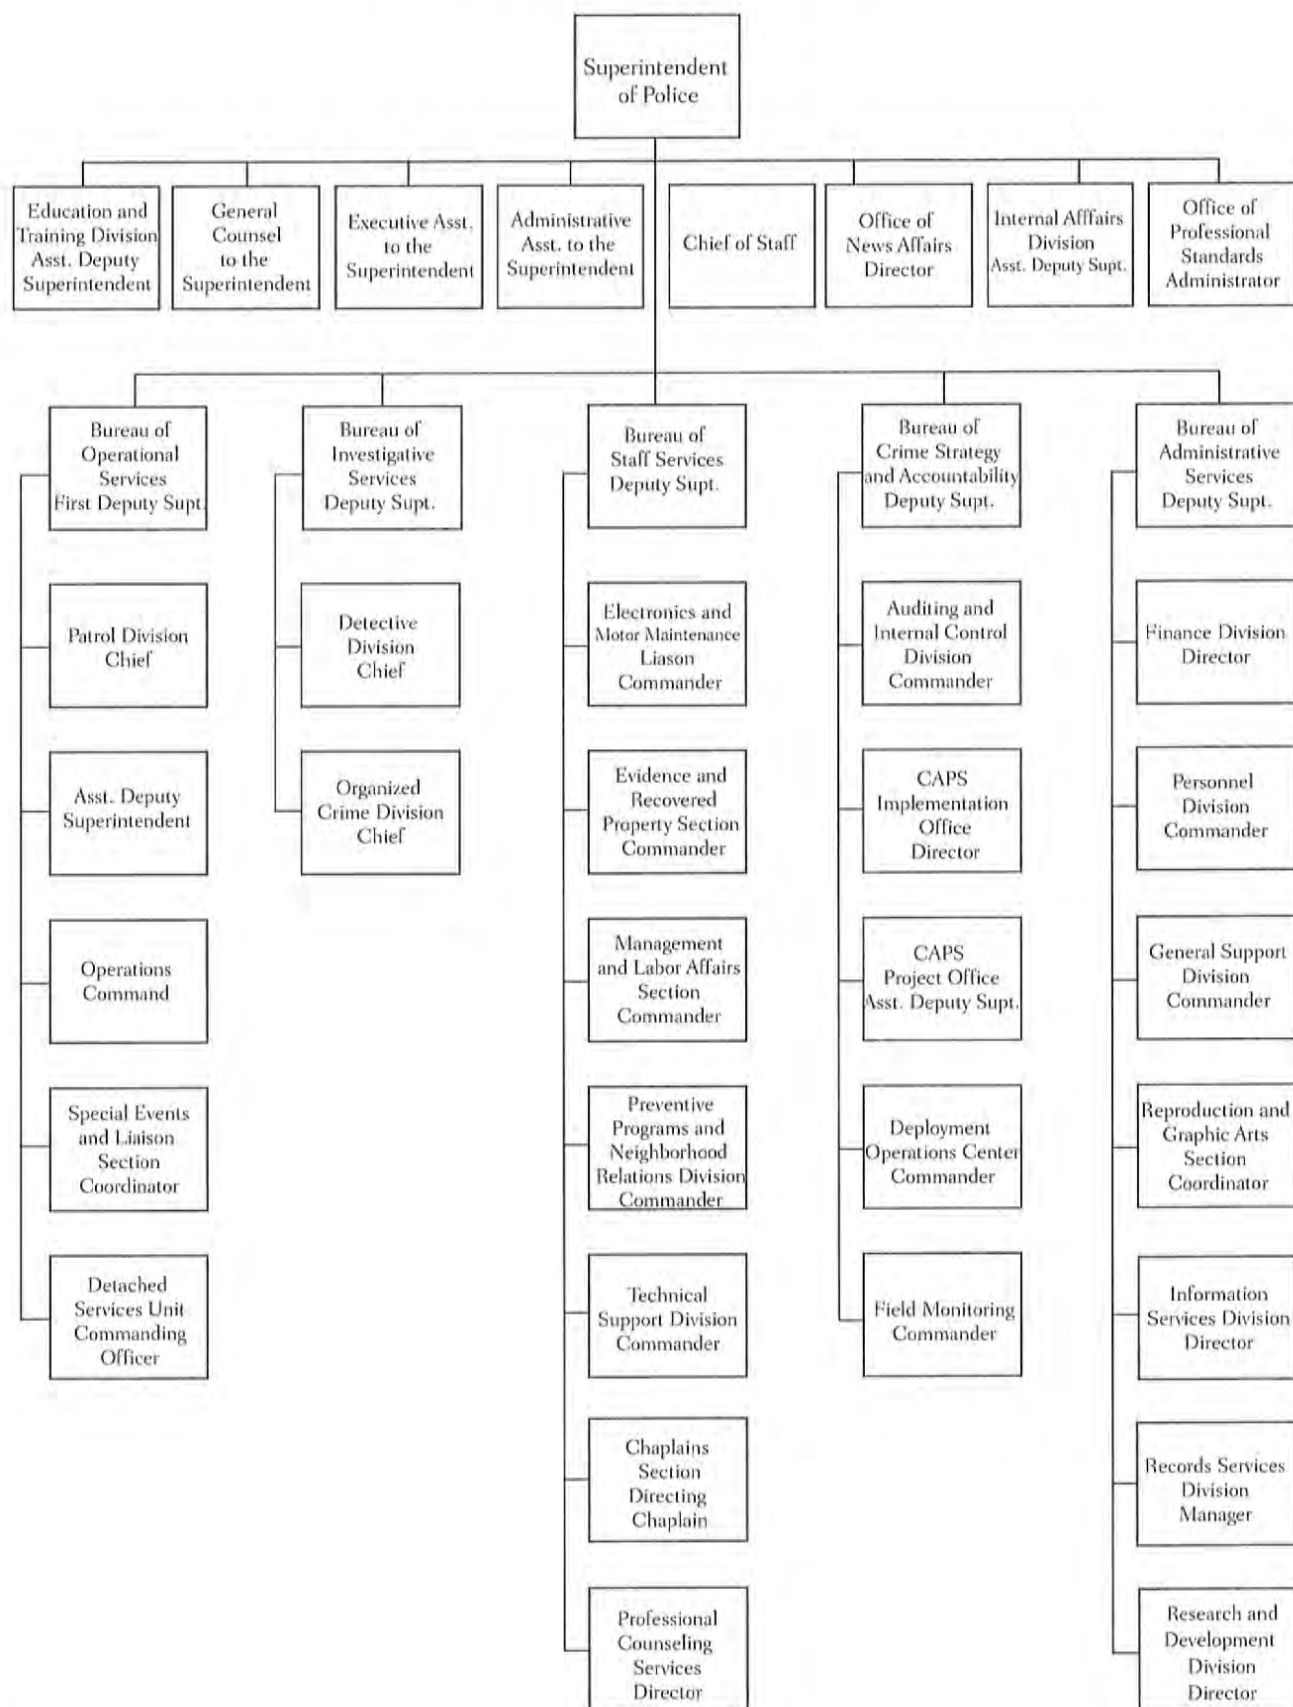 Superintendent
of Police
Education and
Training Division
Asst. Deputy
Superintendent
General
Counsel
to the
Superintendent
Executive Asst.
to the
Superintendent
Administrative
Asst. to the
Superintendent
Chief of Staff
Office of
News Affairs
Director
Internal Afffairs
Division
Asst. Deputy Supt.
Office of
Professional
Standards
Administrator
Bureau of
Operational
Services
First Deputy Supt.
Bureau of
Investigative
Services
Deputy Supt.
Bureau of
Staff Services
Deputy Supt.
Bureau of
Crime Strategy
and Accountability
Deputy Supt.
Bureau of
Administrative
Services
Deputy Supt.
Patrol Division
Chief
Asst. Deputy
Superintendent
Operations
Command
Special Events
and Liaison
Section
Coordinator
Detached
Services Unit
Commanding
Officer
Detective
Division
Chief
Organized
Crime Division
Chief
Electronics and
Motor Maintenance
Liason
Commander
Evidence and
Recovered
Property Section
Commander
Management
and Labor Affairs
Section
Commander
Preventive
Programs and
Neighborhood
Relations Division
Commander
Technical
Support Division
Commander
Chaplains
Section
Directing
Chaplain
Professional
Counseling
Services
Director
Auditing and
Internal Control
Division
Commander
CAPS
Implementation
Office
Director
CAPS
Project Office
Asst. Deputy Supt.
Deployment
Operations Center
Commander
Field Monitoring
Commander
Finance Division
Director
Personnel
Division
Commander
General Support
Division
Commander
Reproduction and
Graphic Arts
Section
Coordinator
Information
Services Division
Director
Records Services
Division
Manager
Research and
Development
Division
Director